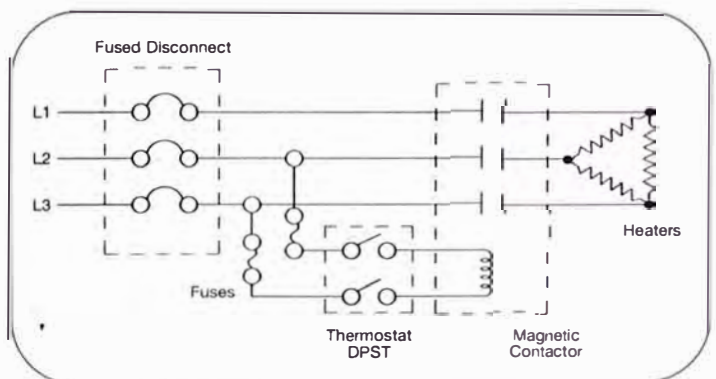 Fused Disconnect
L1
L2
L3
Heaters
Fuses
Thermostat
DPST
Magnetic
Contactor